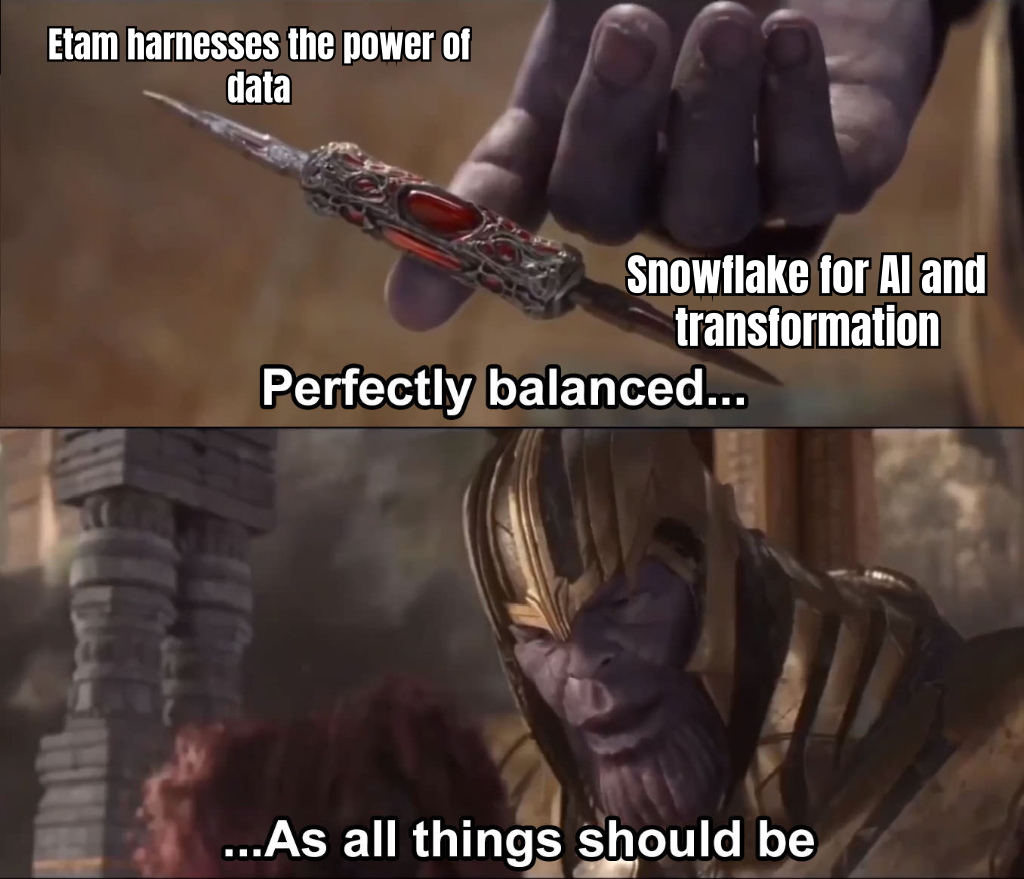 Etam harnesses the power of
data
Snowflake for AI and
transformation
Perfectly balanced...
...As all things should be